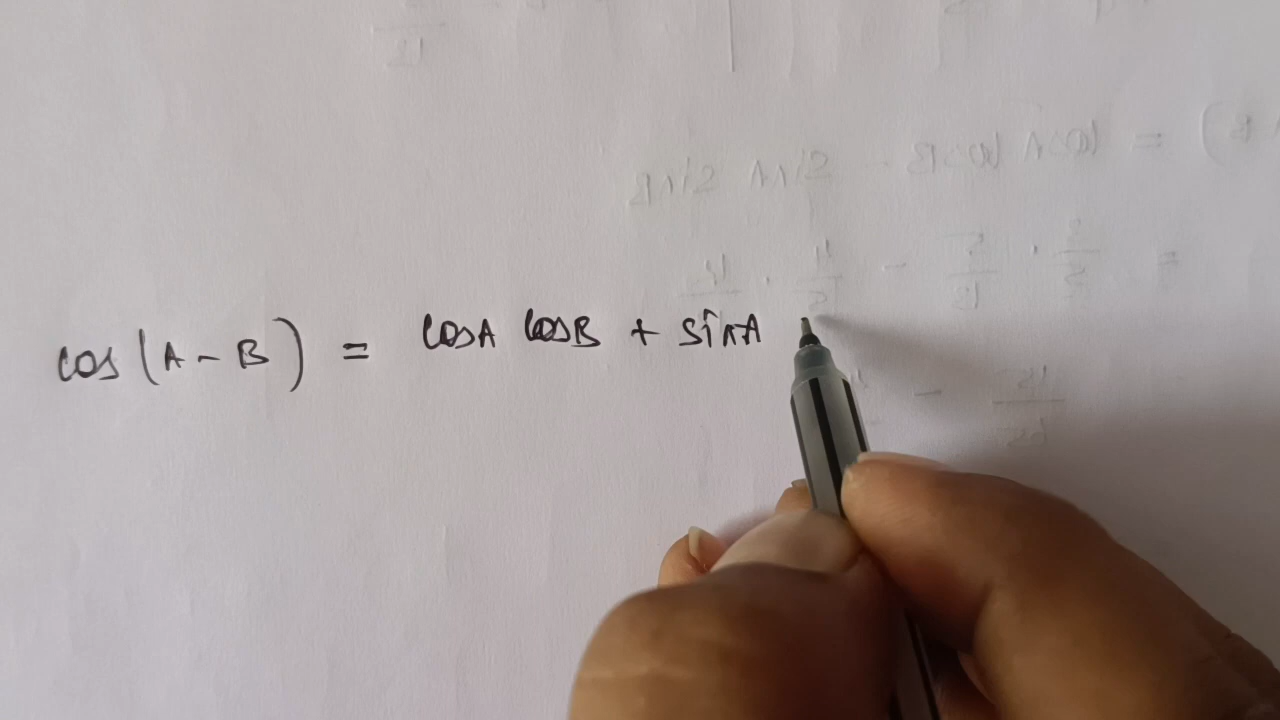 cos(A-B) = cosA cosB + sinA